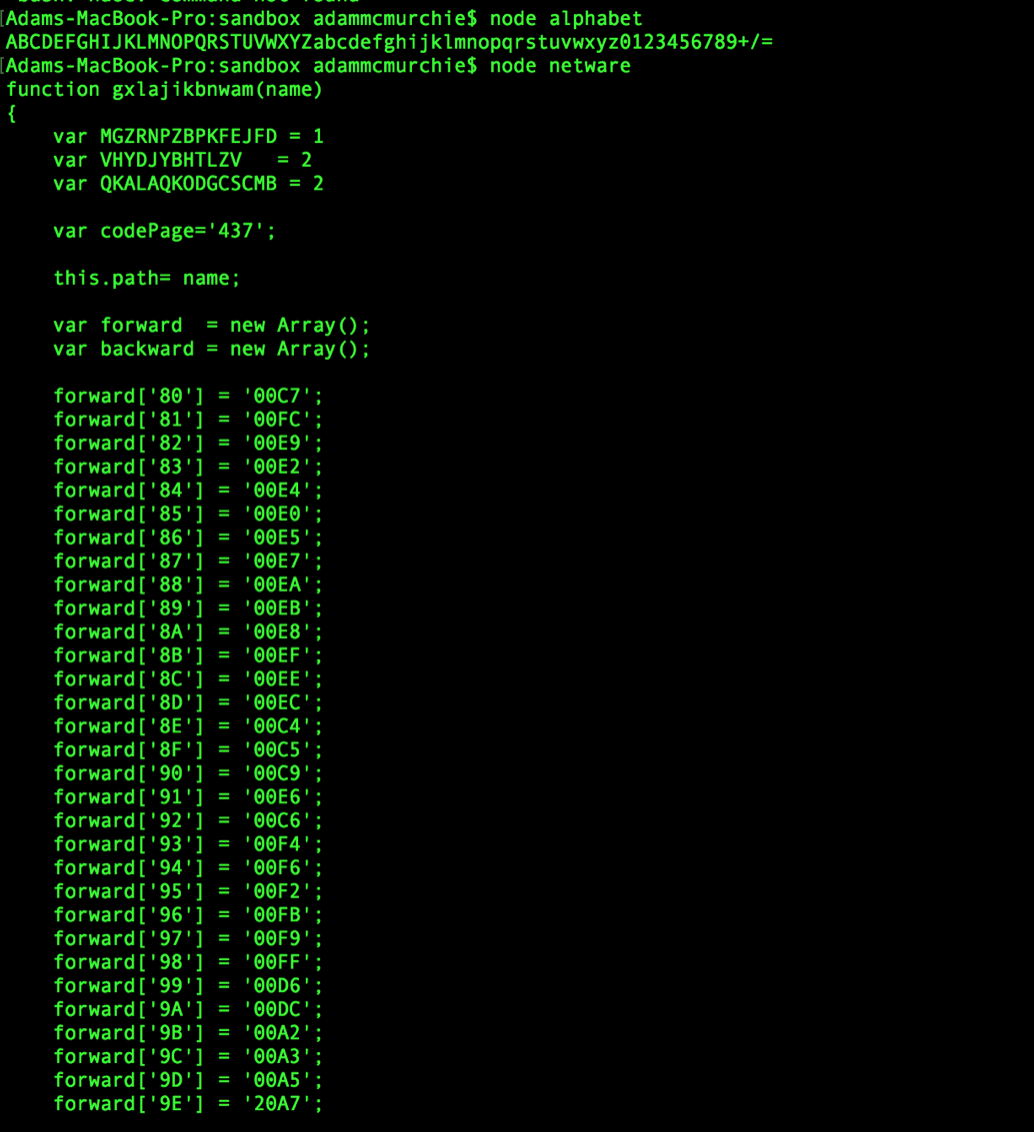 [Adams-MacBook-Pro:sandbox adammcmurchie$ node alphabet
ABCDEFGHIJKLMNOPQRSTUVWXYZabcdefghijklmnopqrstuvwxyz0123456789+/=
[Adams-MacBook-Pro:sandbox adammcmurchie$ node netware
function gxlajikbnwam(name)
{
    var MGZRNPZBPKFEJFD = 1
    var VHYDJYBHTLZV   = 2
    var QKALAQKODGCSCMB = 2

    var codePage='437';

    this.path= name;

    var forward  = new Array();
    var backward = new Array();

    forward['80'] = '00C7';
    forward['81'] = '00FC';
    forward['82'] = '00E9';
    forward['83'] = '00E2';
    forward['84'] = '00E4';
    forward['85'] = '00E0';
    forward['86'] = '00E5';
    forward['87'] = '00E7';
    forward['88'] = '00EA';
    forward['89'] = '00EB';
    forward['8A'] = '00E8';
    forward['8B'] = '00EF';
    forward['8C'] = '00EE';
    forward['8D'] = '00EC';
    forward['8E'] = '00C4';
    forward['8F'] = '00C5';
    forward['90'] = '00C9';
    forward['91'] = '00E6';
    forward['92'] = '00C6';
    forward['93'] = '00F4';
    forward['94'] = '00F6';
    forward['95'] = '00F2';
    forward['96'] = '00FB';
    forward['97'] = '00F9';
    forward['98'] = '00FF';
    forward['99'] = '00D6';
    forward['9A'] = '00DC';
    forward['9B'] = '00A2';
    forward['9C'] = '00A3';
    forward['9D'] = '00A5';
    forward['9E'] = '20A7';